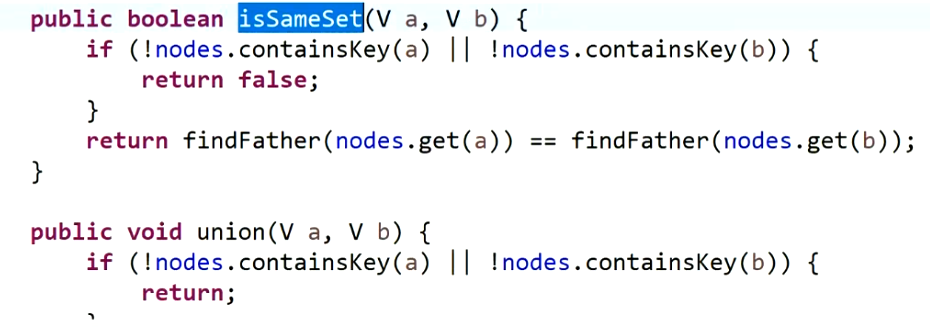 public boolean isSameSet(V a, V b) {
if (!nodes.containsKey(a) || !nodes.containsKey(b)) {
return false;
}
return findFather(nodes.get(a)) == findFather(nodes.get(b));
}
public void union(V a, V b) {
if (!nodes.containsKey(a) || !nodes.containsKey(b)) {
return;